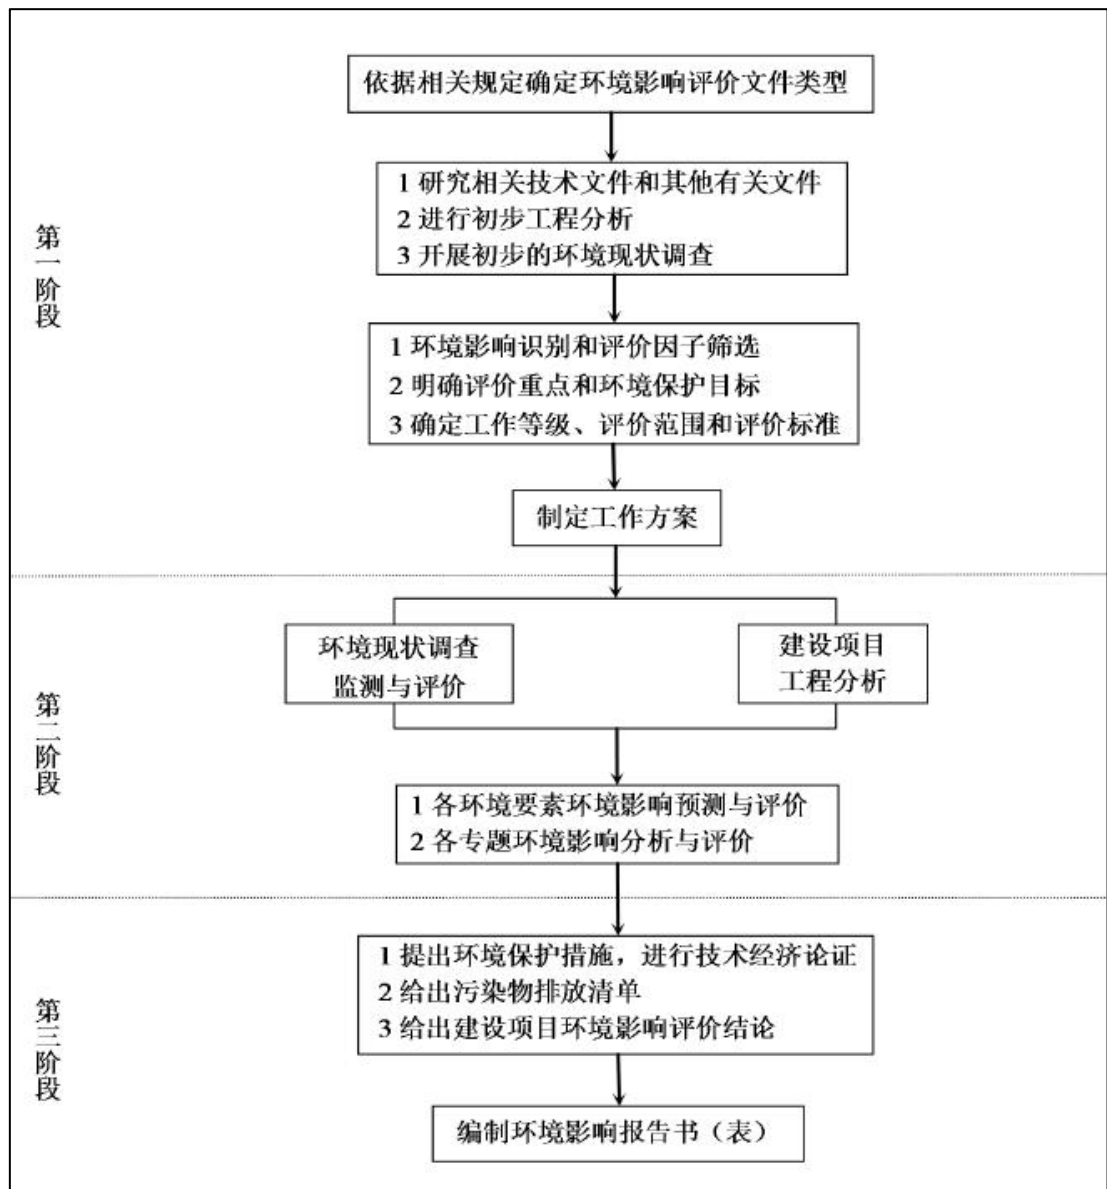 依据相关规定确定环境影响评价文件类型
1 研究相关技术文件和其他有关文件
2 进行初步工程分析
3 开展初步的环境现状调查
第一阶段
1 环境影响识别和评价因子筛选
2 明确评价重点和环境保护目标
3 确定工作等级、评价范围和评价标准
制定工作方案
环境现状调查
监测与评价
建设项目
工程分析
第二阶段
1 各环境要素环境影响预测与评价
2 各专题环境影响分析与评价
1 提出环境保护措施，进行技术经济论证
2 给出污染物排放清单
3 给出建设项目环境影响评价结论
第三阶段
编制环境影响报告书（表）